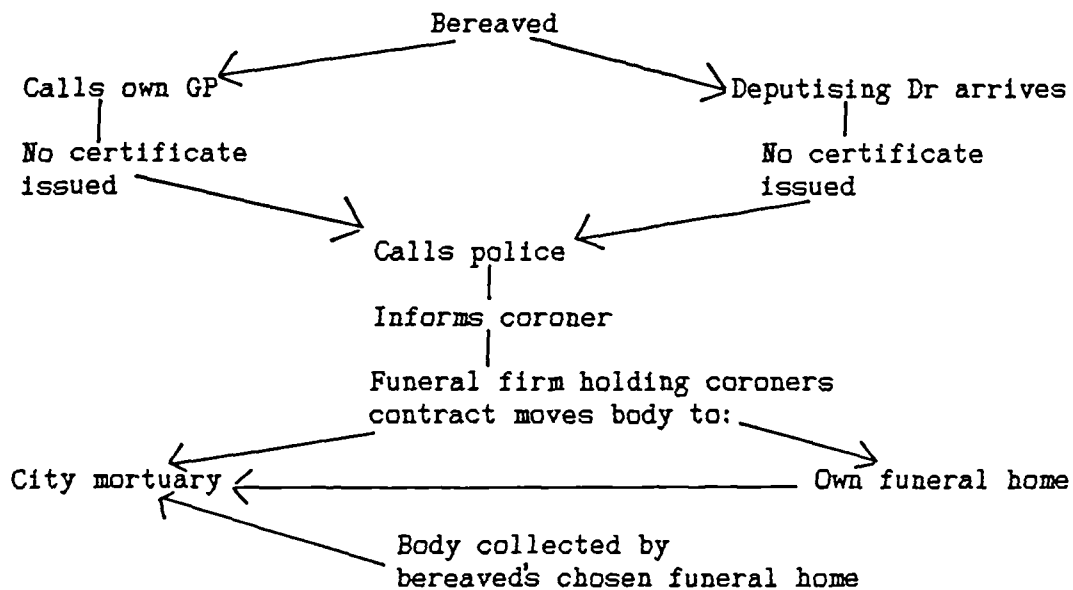 Bereaved
Calls own GP
Deputising Dr arrives
No certificate
issued
No certificate
issued
Calls police
Informs coroner
Funeral firm holding coroners
contract moves body to:
City mortuary
Own funeral home
Body collected by
bereaved's chosen funeral home